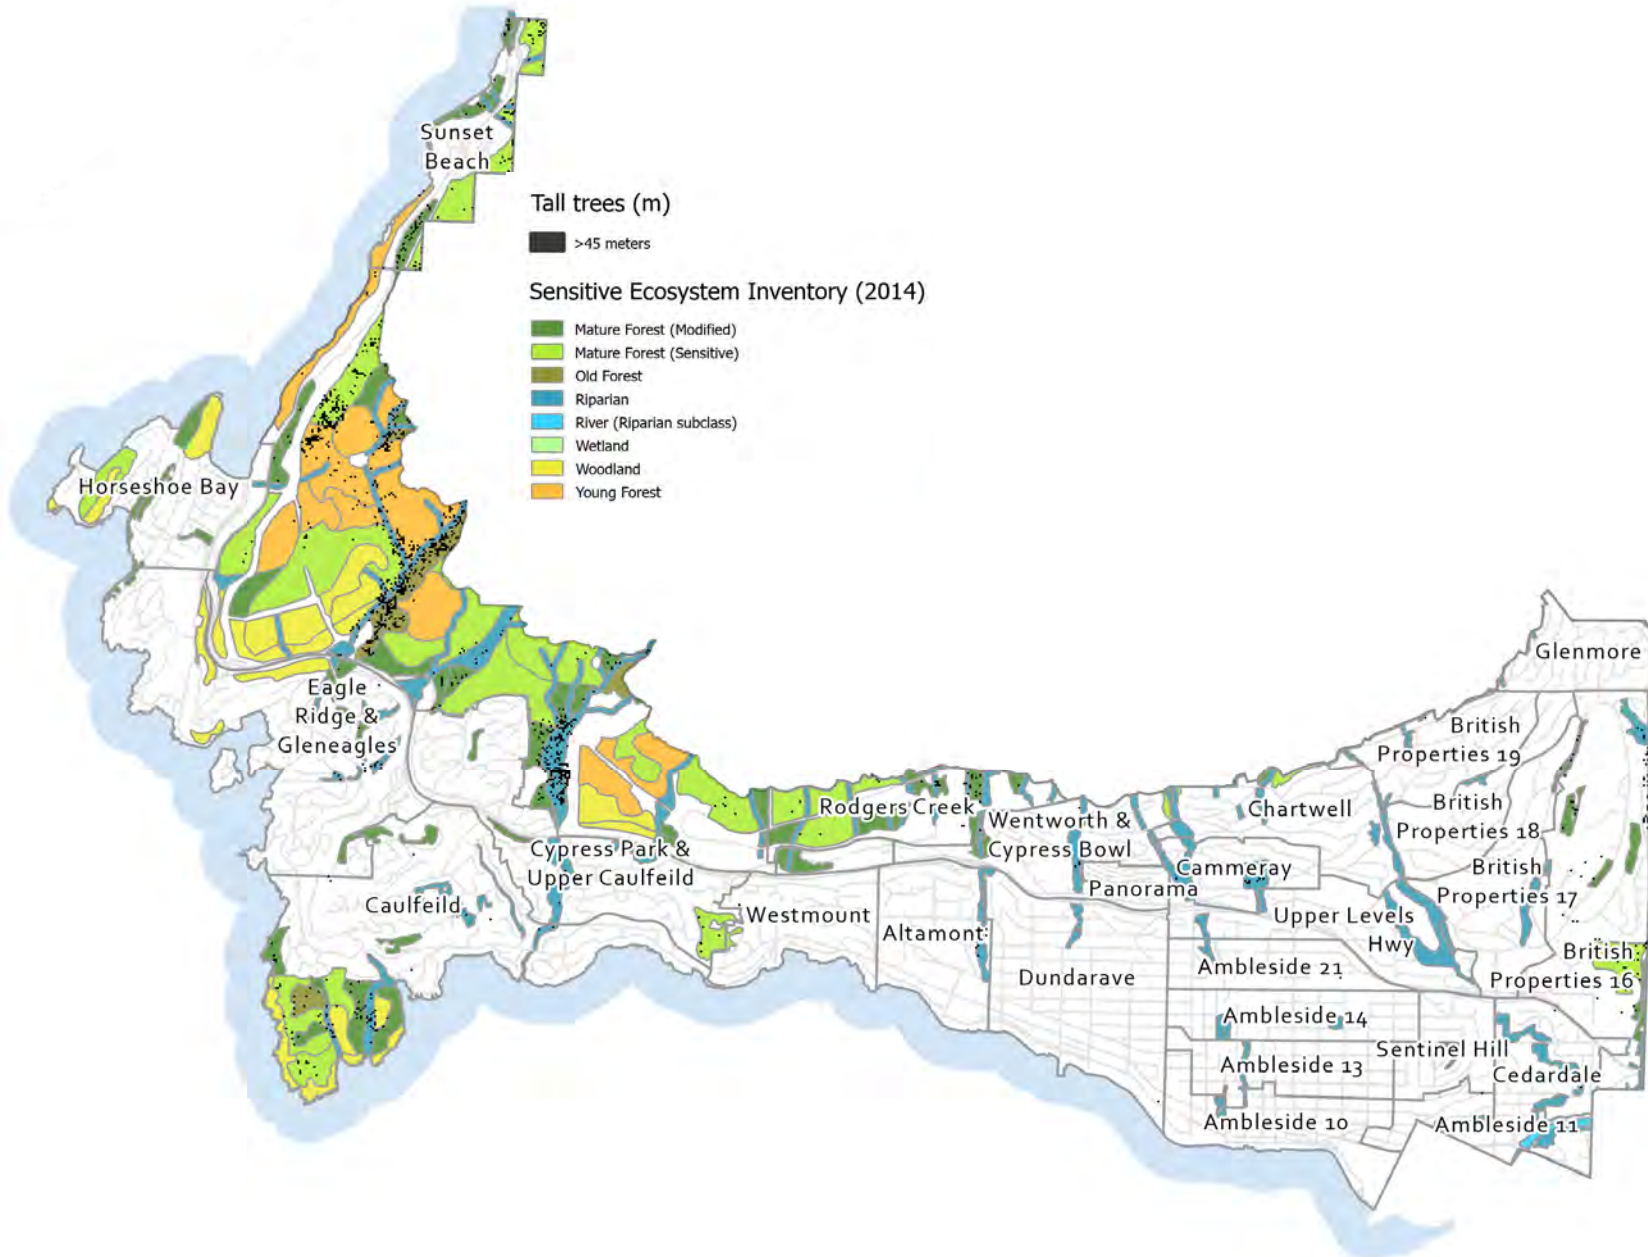 Sunset
Beach
Tall trees (m)
>45 meters
Sensitive Ecosystem Inventory (2014)
Mature Forest (Modified)
Mature Forest (Sensitive)
Old Forest
Riparian
River (Riparian subclass)
Wetland
Woodland
Young Forest
Horseshoe Bay
Glenmore
Eagle
Ridge &
Gleneagles
British
Properties 19
Rodgers Creek
Chartwell
British
Properties 18
Wentworth &
Cypress Bowl
Cypress Park &
Upper Caulfeild
Cammeray
British
Properties 17
Panorama
Caulfeild
Westmount
Upper Levels
Hwy
Altamont
British
Properties 16
Dundarave
Ambleside 21
Ambleside 14
Sentinel Hill
Ambleside 13
Cedardale
Ambleside 10
Ambleside 11